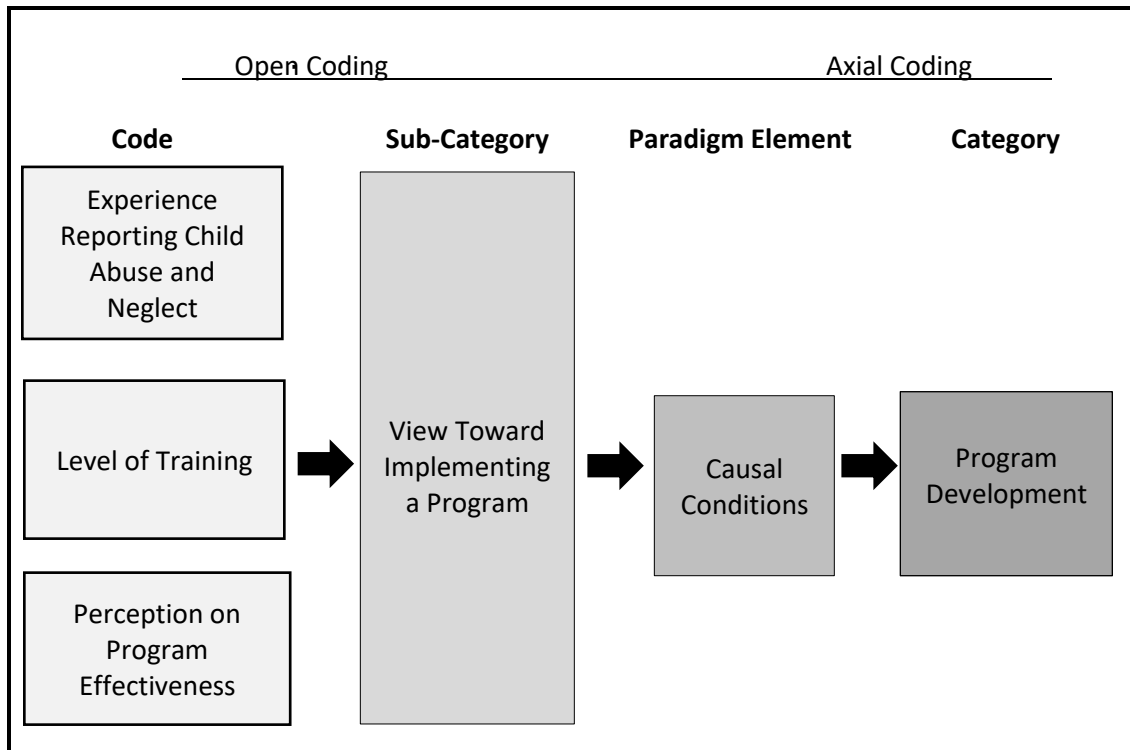 Open Coding
Axial Coding
Code
Sub-Category
Paradigm Element
Category
Experience
Reporting Child
Abuse and
Neglect
Level of Training
Perception on
Program
Effectiveness
View Toward
Implementing
a Program
Causal
Conditions
Program
Development